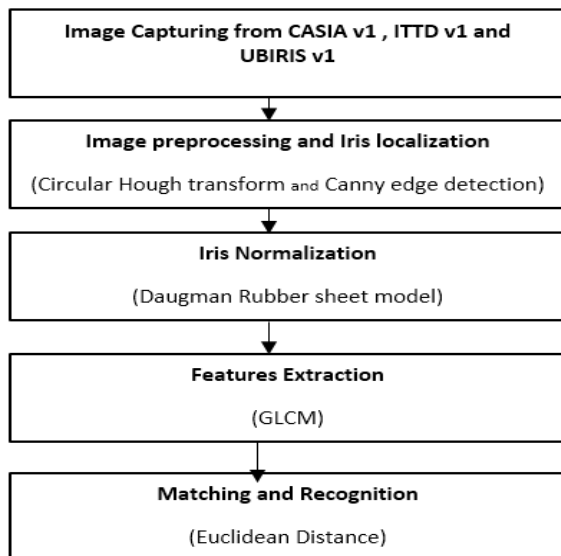 Image Capturing from CASIA v1 , ITTD v1 and
UBIRIS v1
Image preprocessing and Iris localization
(Circular Hough transform and Canny edge detection)
Iris Normalization
(Daugman Rubber sheet model)
Features Extraction
(GLCM)
Matching and Recognition
(Euclidean Distance)